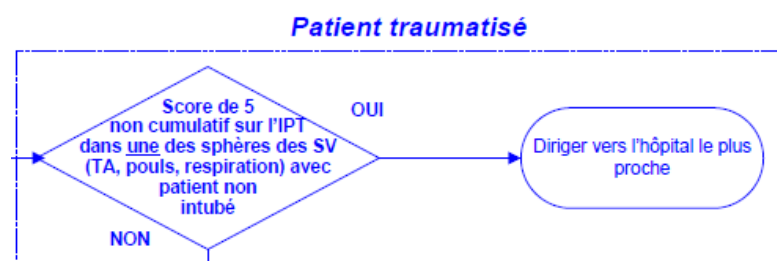 Patient traumatisé
Score de 5
non cumulatif sur l'IPT
dans une des sphères des SV
(TA, pouls, respiration) avec
patient non
intubé
OUI
Diriger vers l'hôpital le plus
proche
NON